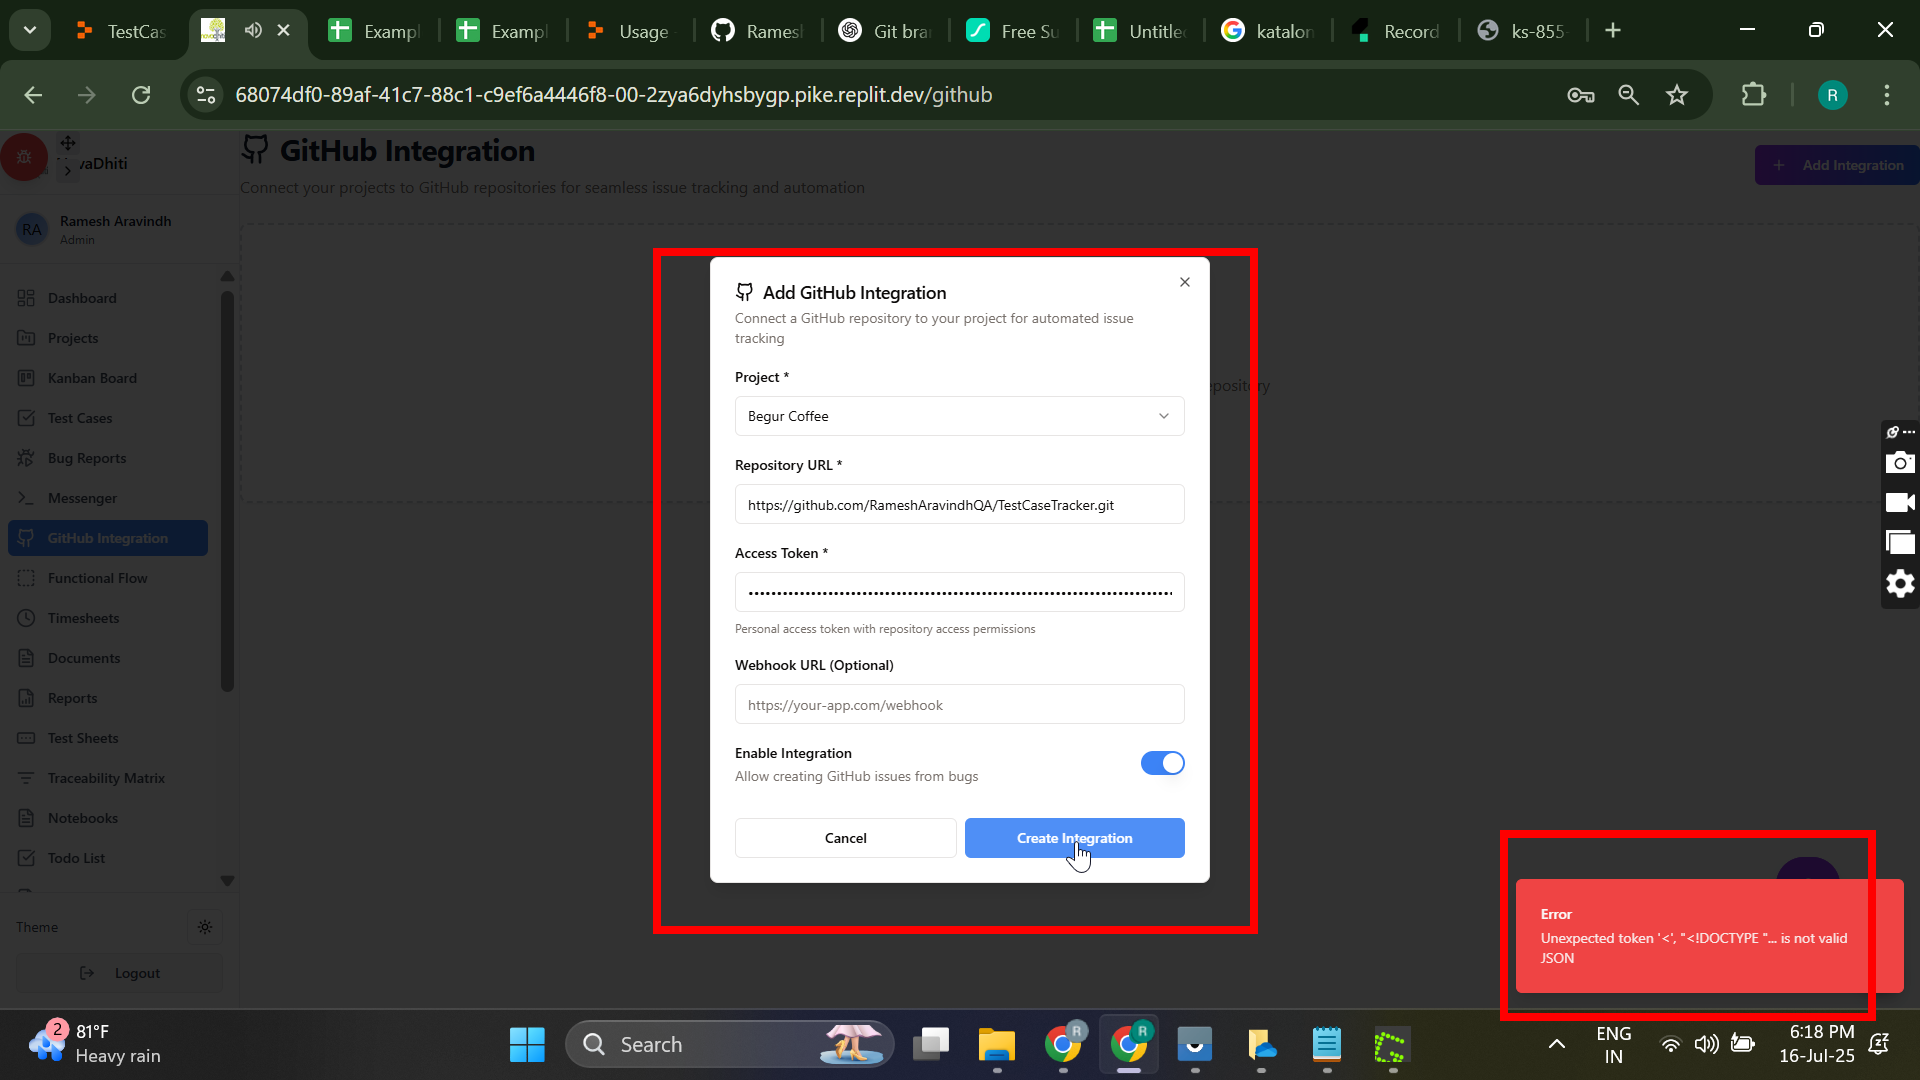 TestCas
Exampl
Exampl
Usage
Ramesh
Git bra
Free Su
Untitle
katalon
Record
ks-855-
68074df0-89af-41c7-88c1-c9ef6a4446f8-00-2zya6dyhsbygp.pike.replit.dev/github
R
vaDhiti
GitHub Integration
Connect your projects to GitHub repositories for seamless issue tracking and automation
Add Integration
RA
Ramesh Aravindh
Admin
Dashboard
Projects
Kanban Board
Test Cases
Bug Reports
Messenger
GitHub Integration
Functional Flow
Timesheets
Documents
Reports
Test Sheets
Traceability Matrix
Notebooks
Todo List
Theme
Logout
epository
Add GitHub Integration
Connect a GitHub repository to your project for automated issue
tracking
Project *
Begur Coffee
Repository URL *
https://github.com/RameshAravindhQA/TestCaseTracker.git
Access Token *
Personal access token with repository access permissions
Webhook URL (Optional)
https://your-app.com/webhook
Enable Integration
Allow creating GitHub issues from bugs
Cancel
Create Integration
Error
Unexpected token '<', "<!DOCTYPE "... is not valid
JSON
2
81°F
Heavy rain
Search
R
R
ENG
IN
6:18 PM
16-Jul-25